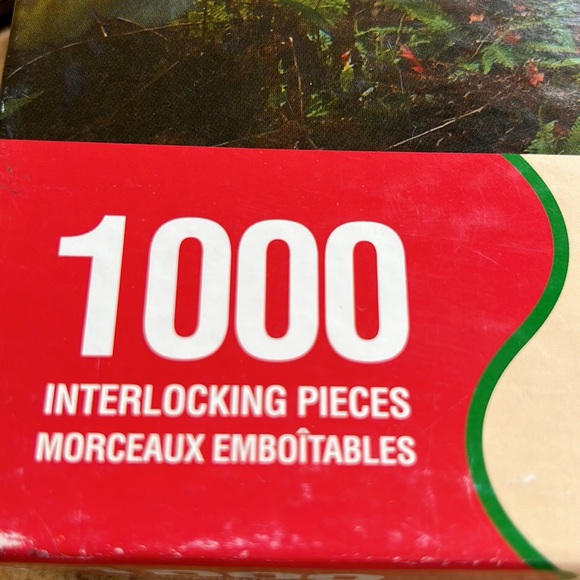 1000
INTERLOCKING PIECES
MORCEAUX EMBOÎTABLES